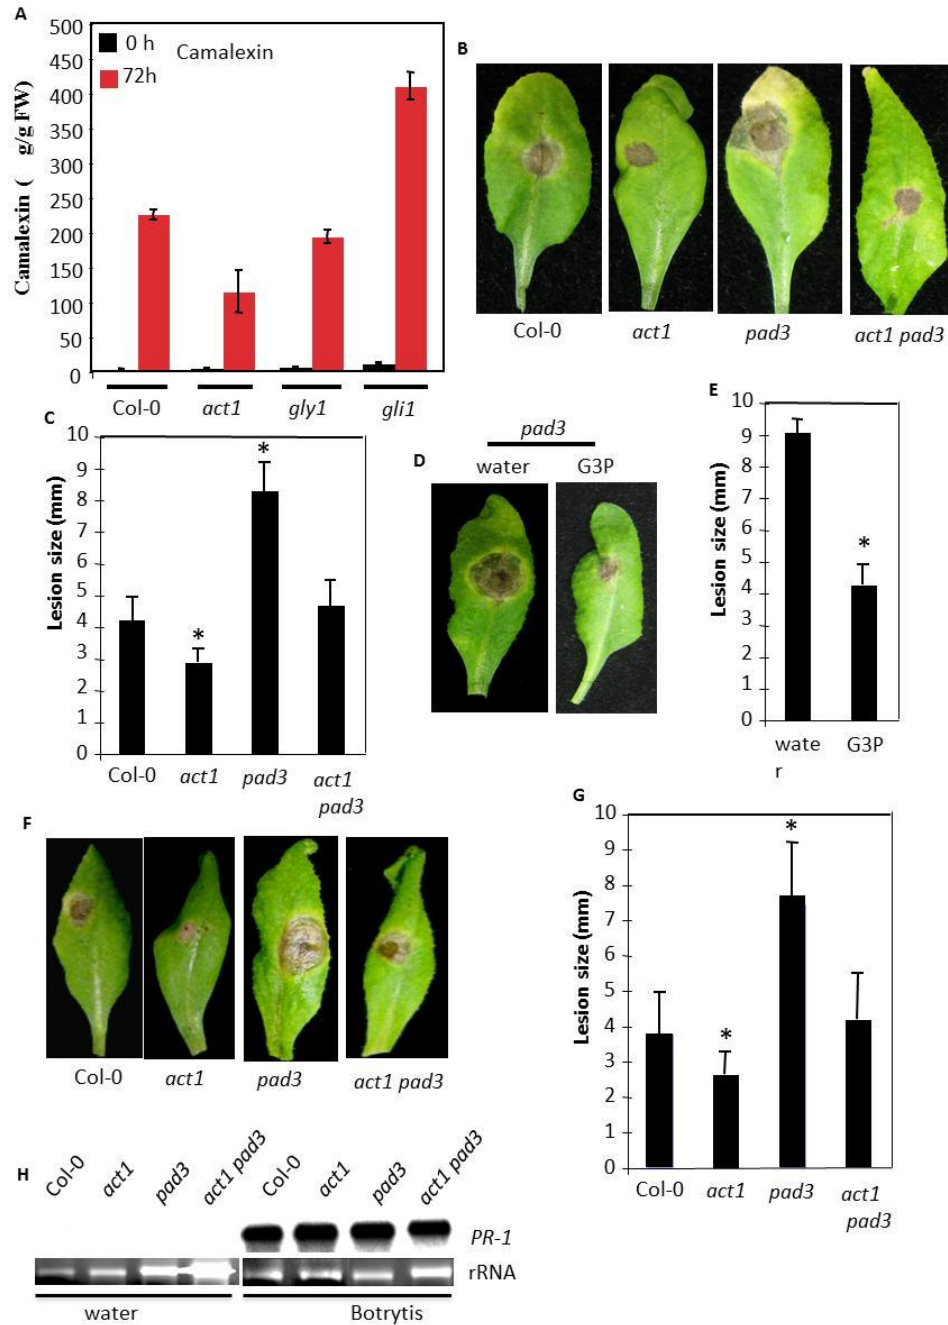 A
500
450
400
350
300
250
200
150
100
50
0
Camalexin ( g/g FW)
0 h
72h
Camalexin
Col-0 act1 gly1 gli1
B
Col-0 act1 pad3 act1 pad3
C
10
9
8
7
6
5
4
3
2
1
0
Lesion size (mm)
*
*
Col-0 act1 pad3 act1
pad3
D
pad3
water G3P
E
10
9
8
7
6
5
4
3
2
1
0
Lesion size (mm)
*
wate G3P
r
F
Col-0 act1 pad3 act1 pad3
G
10
9
8
7
6
5
4
3
2
1
0
Lesion size (mm)
*
*
Col-0 act1 pad3 act1
pad3
H
Col-0 act1 pad3 act1 pad3 Col-0 act1 pad3 act1 pad3
PR-1
rRNA
water Botrytis